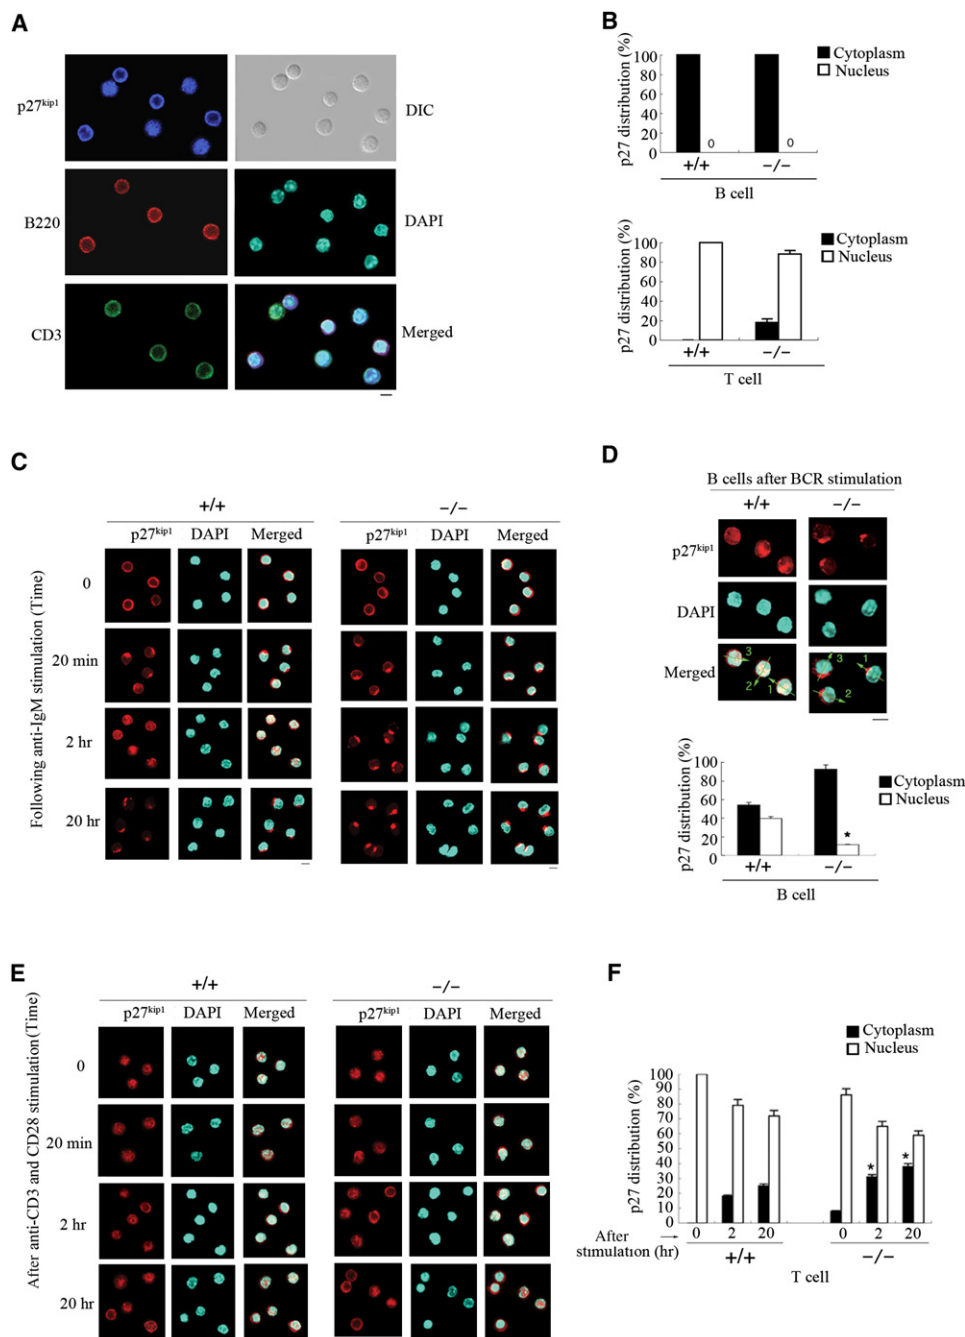 A
p27kip1
DIC
B220
DAPI
CD3
Merged
B
p27 distribution (%)
100
80
60
40
20
0
0
0
+/+
−/−
B cell
Cytoplasm
Nucleus
p27 distribution (%)
100
80
60
40
20
0
+/+
−/−
T cell
Cytoplasm
Nucleus
C
+/+
−/−
p27kip1 DAPI Merged
p27kip1 DAPI Merged
Following anti-IgM stimulation (Time)
0
20 min
2 hr
20 hr
D
B cells after BCR stimulation
+/+
−/−
p27kip1
DAPI
Merged
3
2
1
3
1
2
p27 distribution (%)
100
80
60
40
20
0
*
+/+
−/−
B cell
Cytoplasm
Nucleus
E
+/+
−/−
p27kip1 DAPI Merged
p27kip1 DAPI Merged
After anti-CD3 and CD28 stimulation (Time)
0
20 min
2 hr
20 hr
F
Cytoplasm
Nucleus
p27 distribution (%)
100
90
80
70
60
50
40
30
20
10
0
* *
After stimulation (hr)
0 2 20
0 2 20
+/+
−/−
T cell